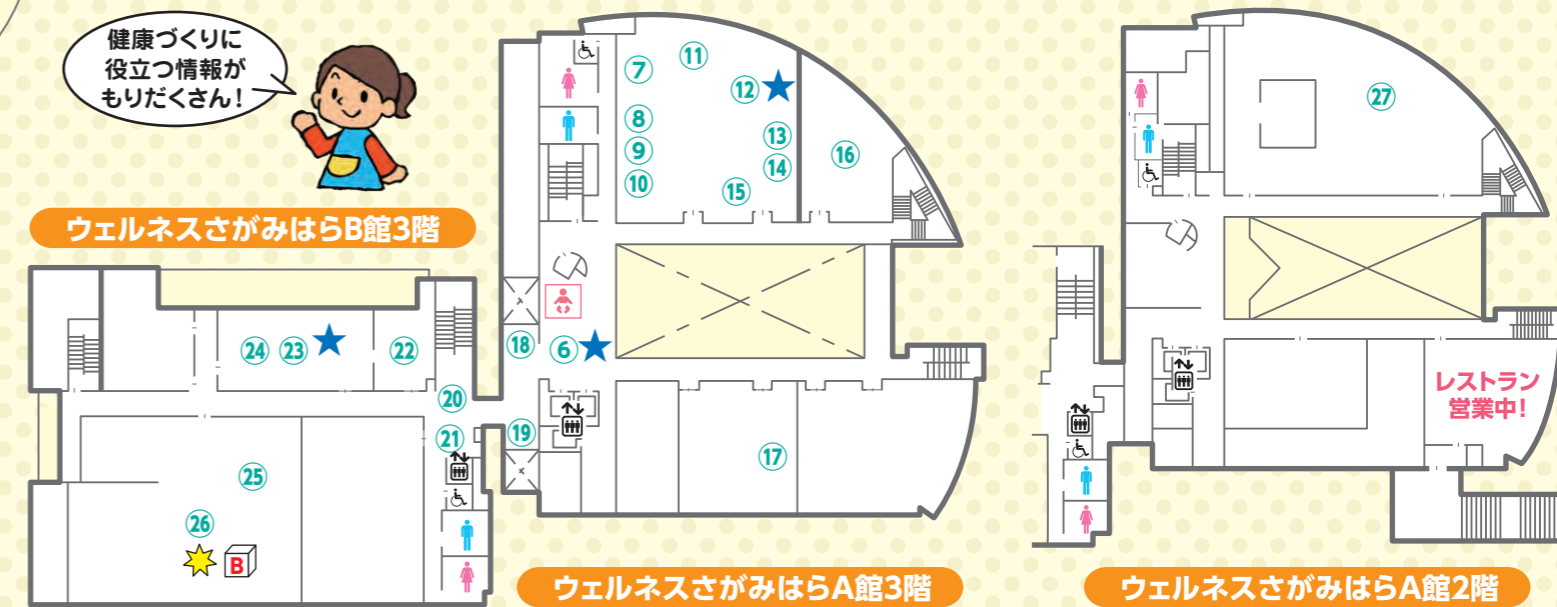 健康づくりに
役立つ情報が
もりだくさん!
ウェルネスさがみはらB館3階
㉔ ㉓ ㉒
⑳
㉑
㉕
㉖
B
⑦ ⑪
⑫
⑧ ⑬
⑨ ⑭ ⑯
⑩ ⑮
⑱ ⑥
⑲
⑰
ウェルネスさがみはらA館3階
㉗
レストラン
営業中!
ウェルネスさがみはらA館2階